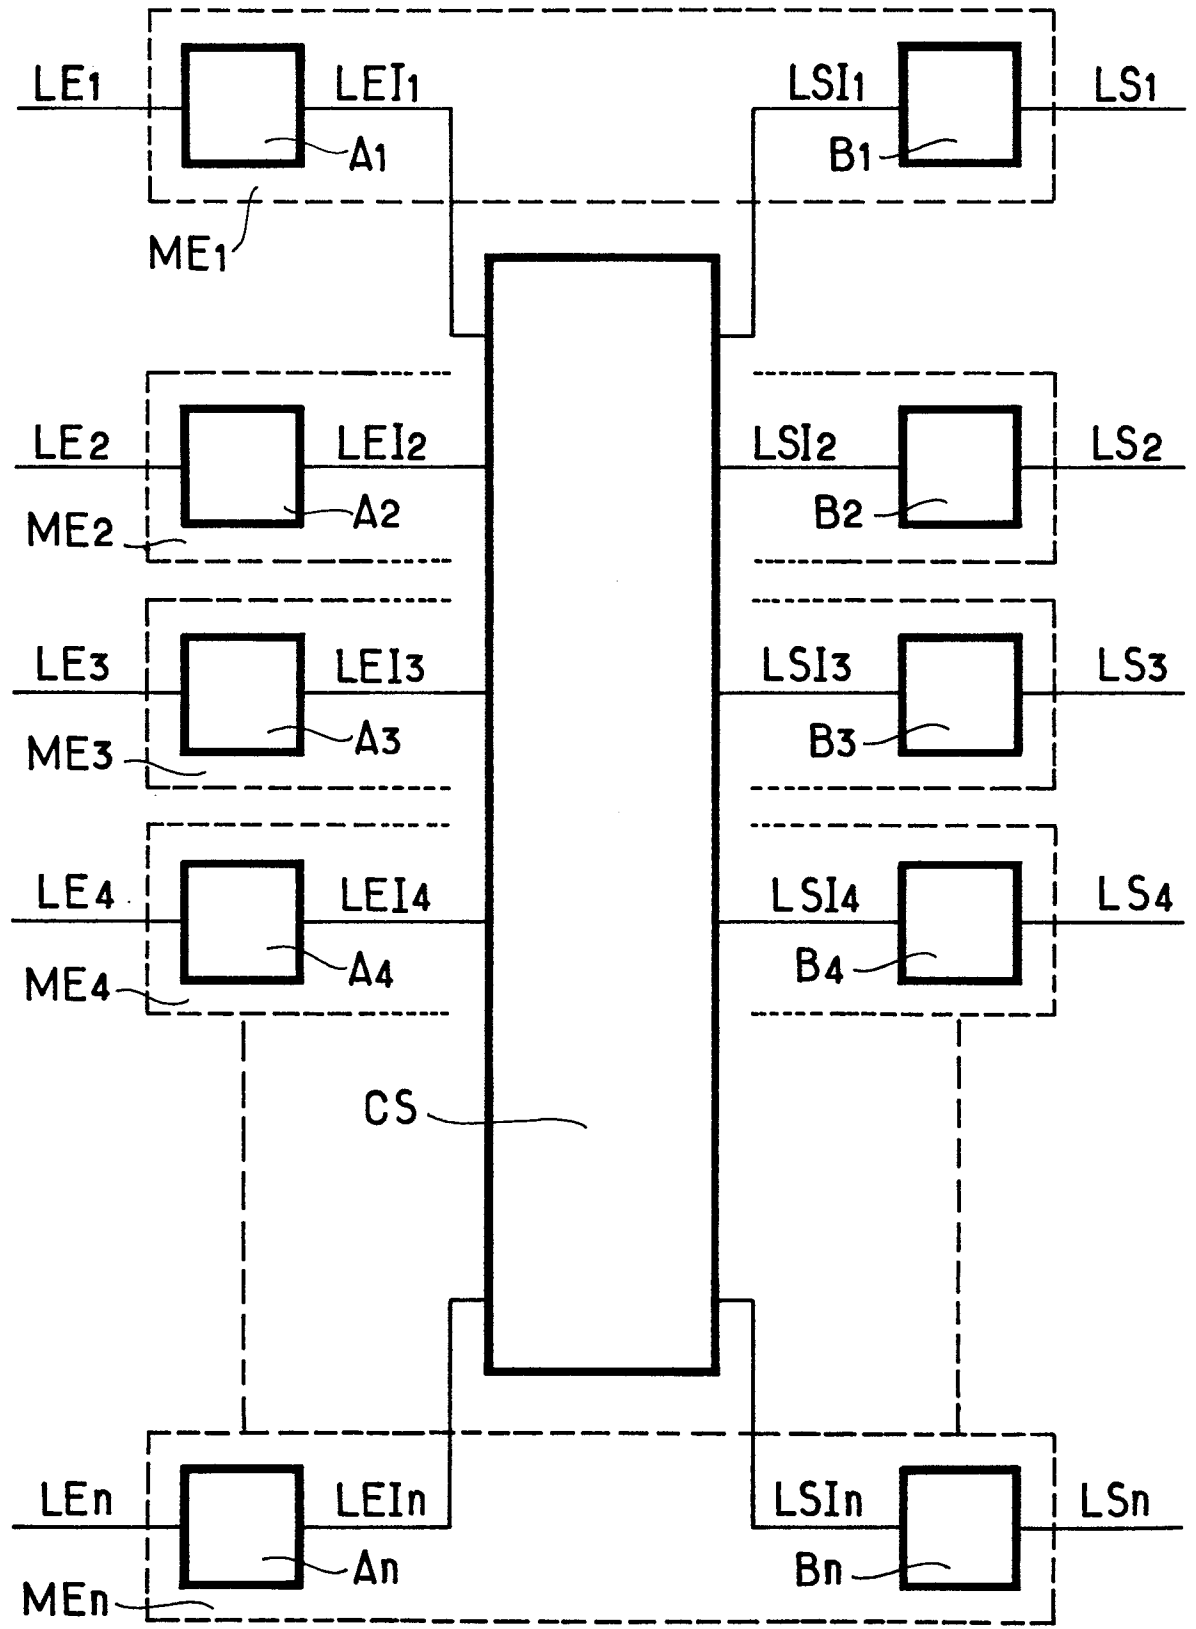 LE1 LEI1 LSI1 LS1
A1 B1
ME1
LE2 LEI2 LSI2 LS2
A2 B2
ME2
LE3 LEI3 LSI3 LS3
A3 B3
ME3
LE4 LEI4 LSI4 LS4
A4 B4
ME4
CS
LEn LEIn LSIn LSn
An Bn
MEn